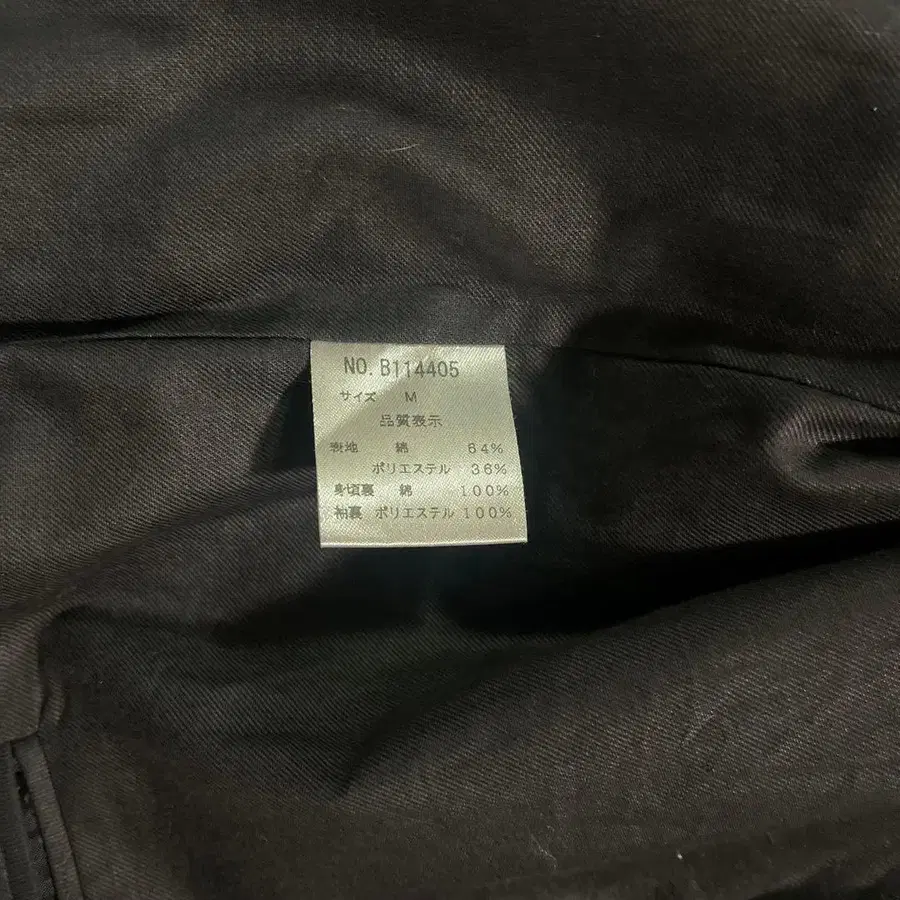 NO. B114405
サイズ M
品質表示
表地 綿 64%
ポリエステル 36%
身頃裏 綿 100%
袖裏 ポリエステル 100%